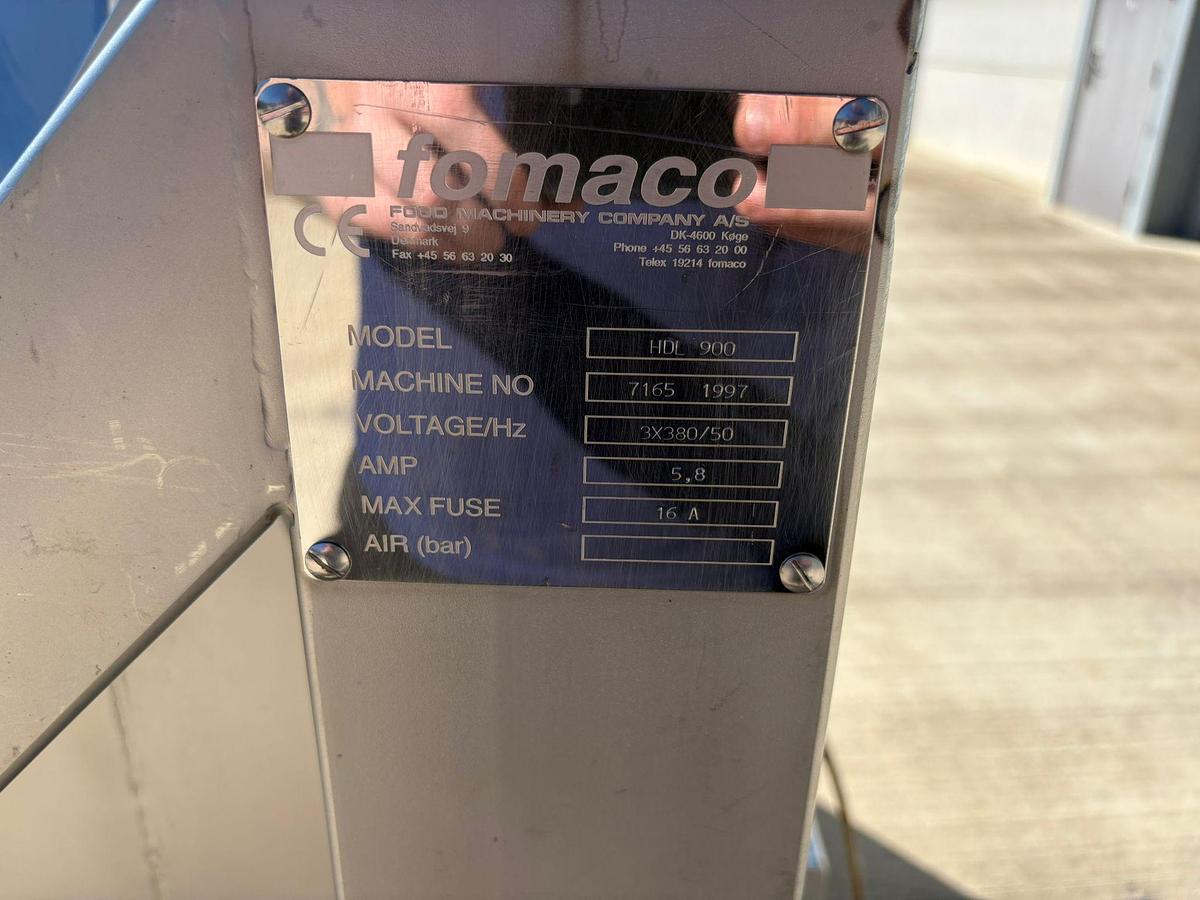 fomaco
CE
FOOD MACHINERY COMPANY A/S
Sandvadsvej 9 DK-4600 Køge
Denmark Phone +45 56 63 20 00
Fax +45 56 63 20 30 Telex 19214 fomaco
MODEL HDL 900
MACHINE NO 7165 1997
VOLTAGE/Hz 3X380/50
AMP 5,8
MAX FUSE 16 A
AIR (bar)